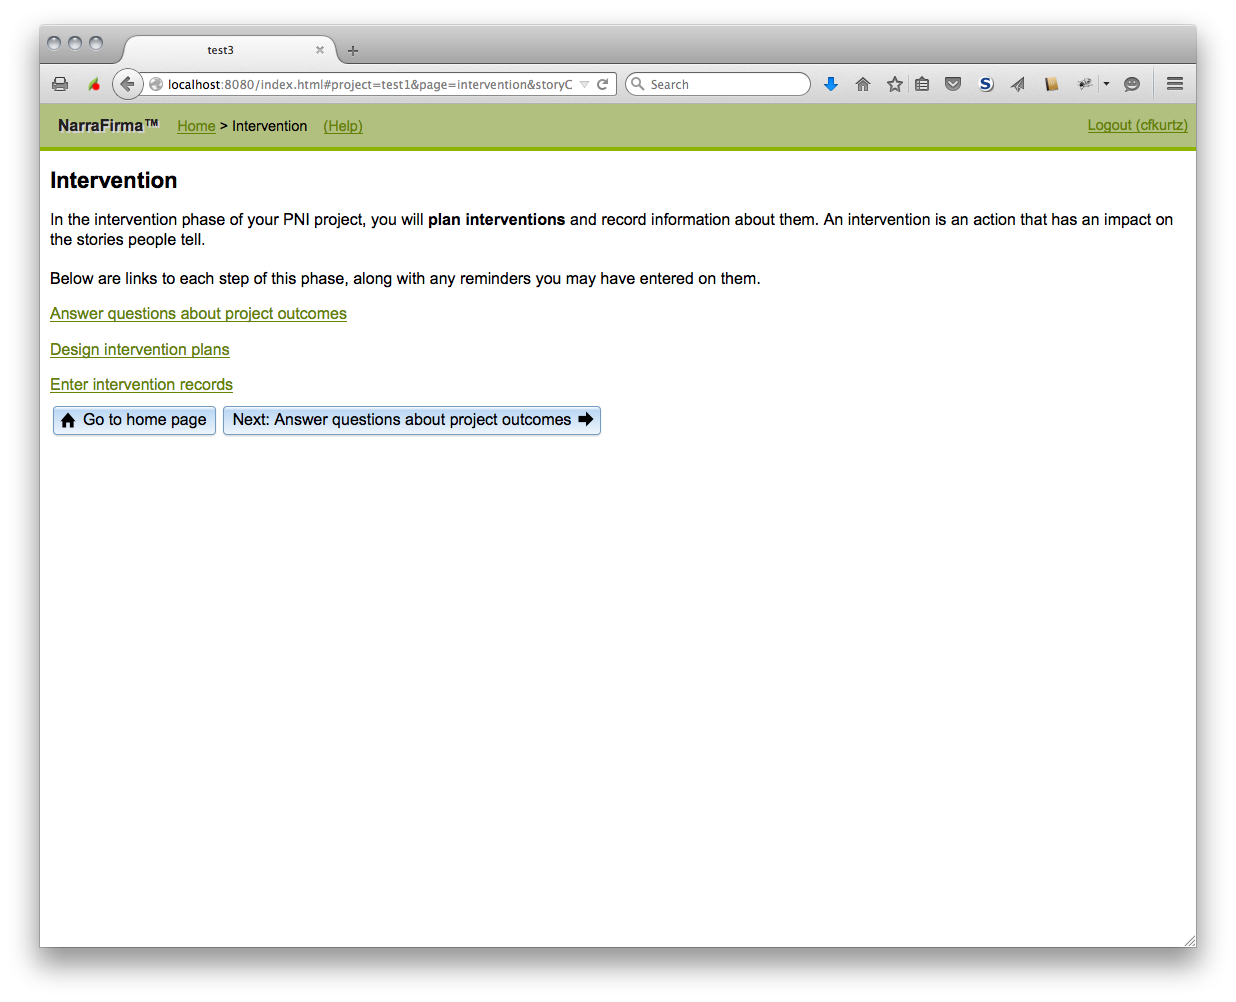 test3
localhost:8080/index.html#project=test1&page=intervention&storyC
Search
NarraFirma™ Home > Intervention (Help) Logout (cfkurtz)
Intervention
In the intervention phase of your PNI project, you will plan interventions and record information about them. An intervention is an action that has an impact on
the stories people tell.
Below are links to each step of this phase, along with any reminders you may have entered on them.
Answer questions about project outcomes
Design intervention plans
Enter intervention records
Go to home page Next: Answer questions about project outcomes